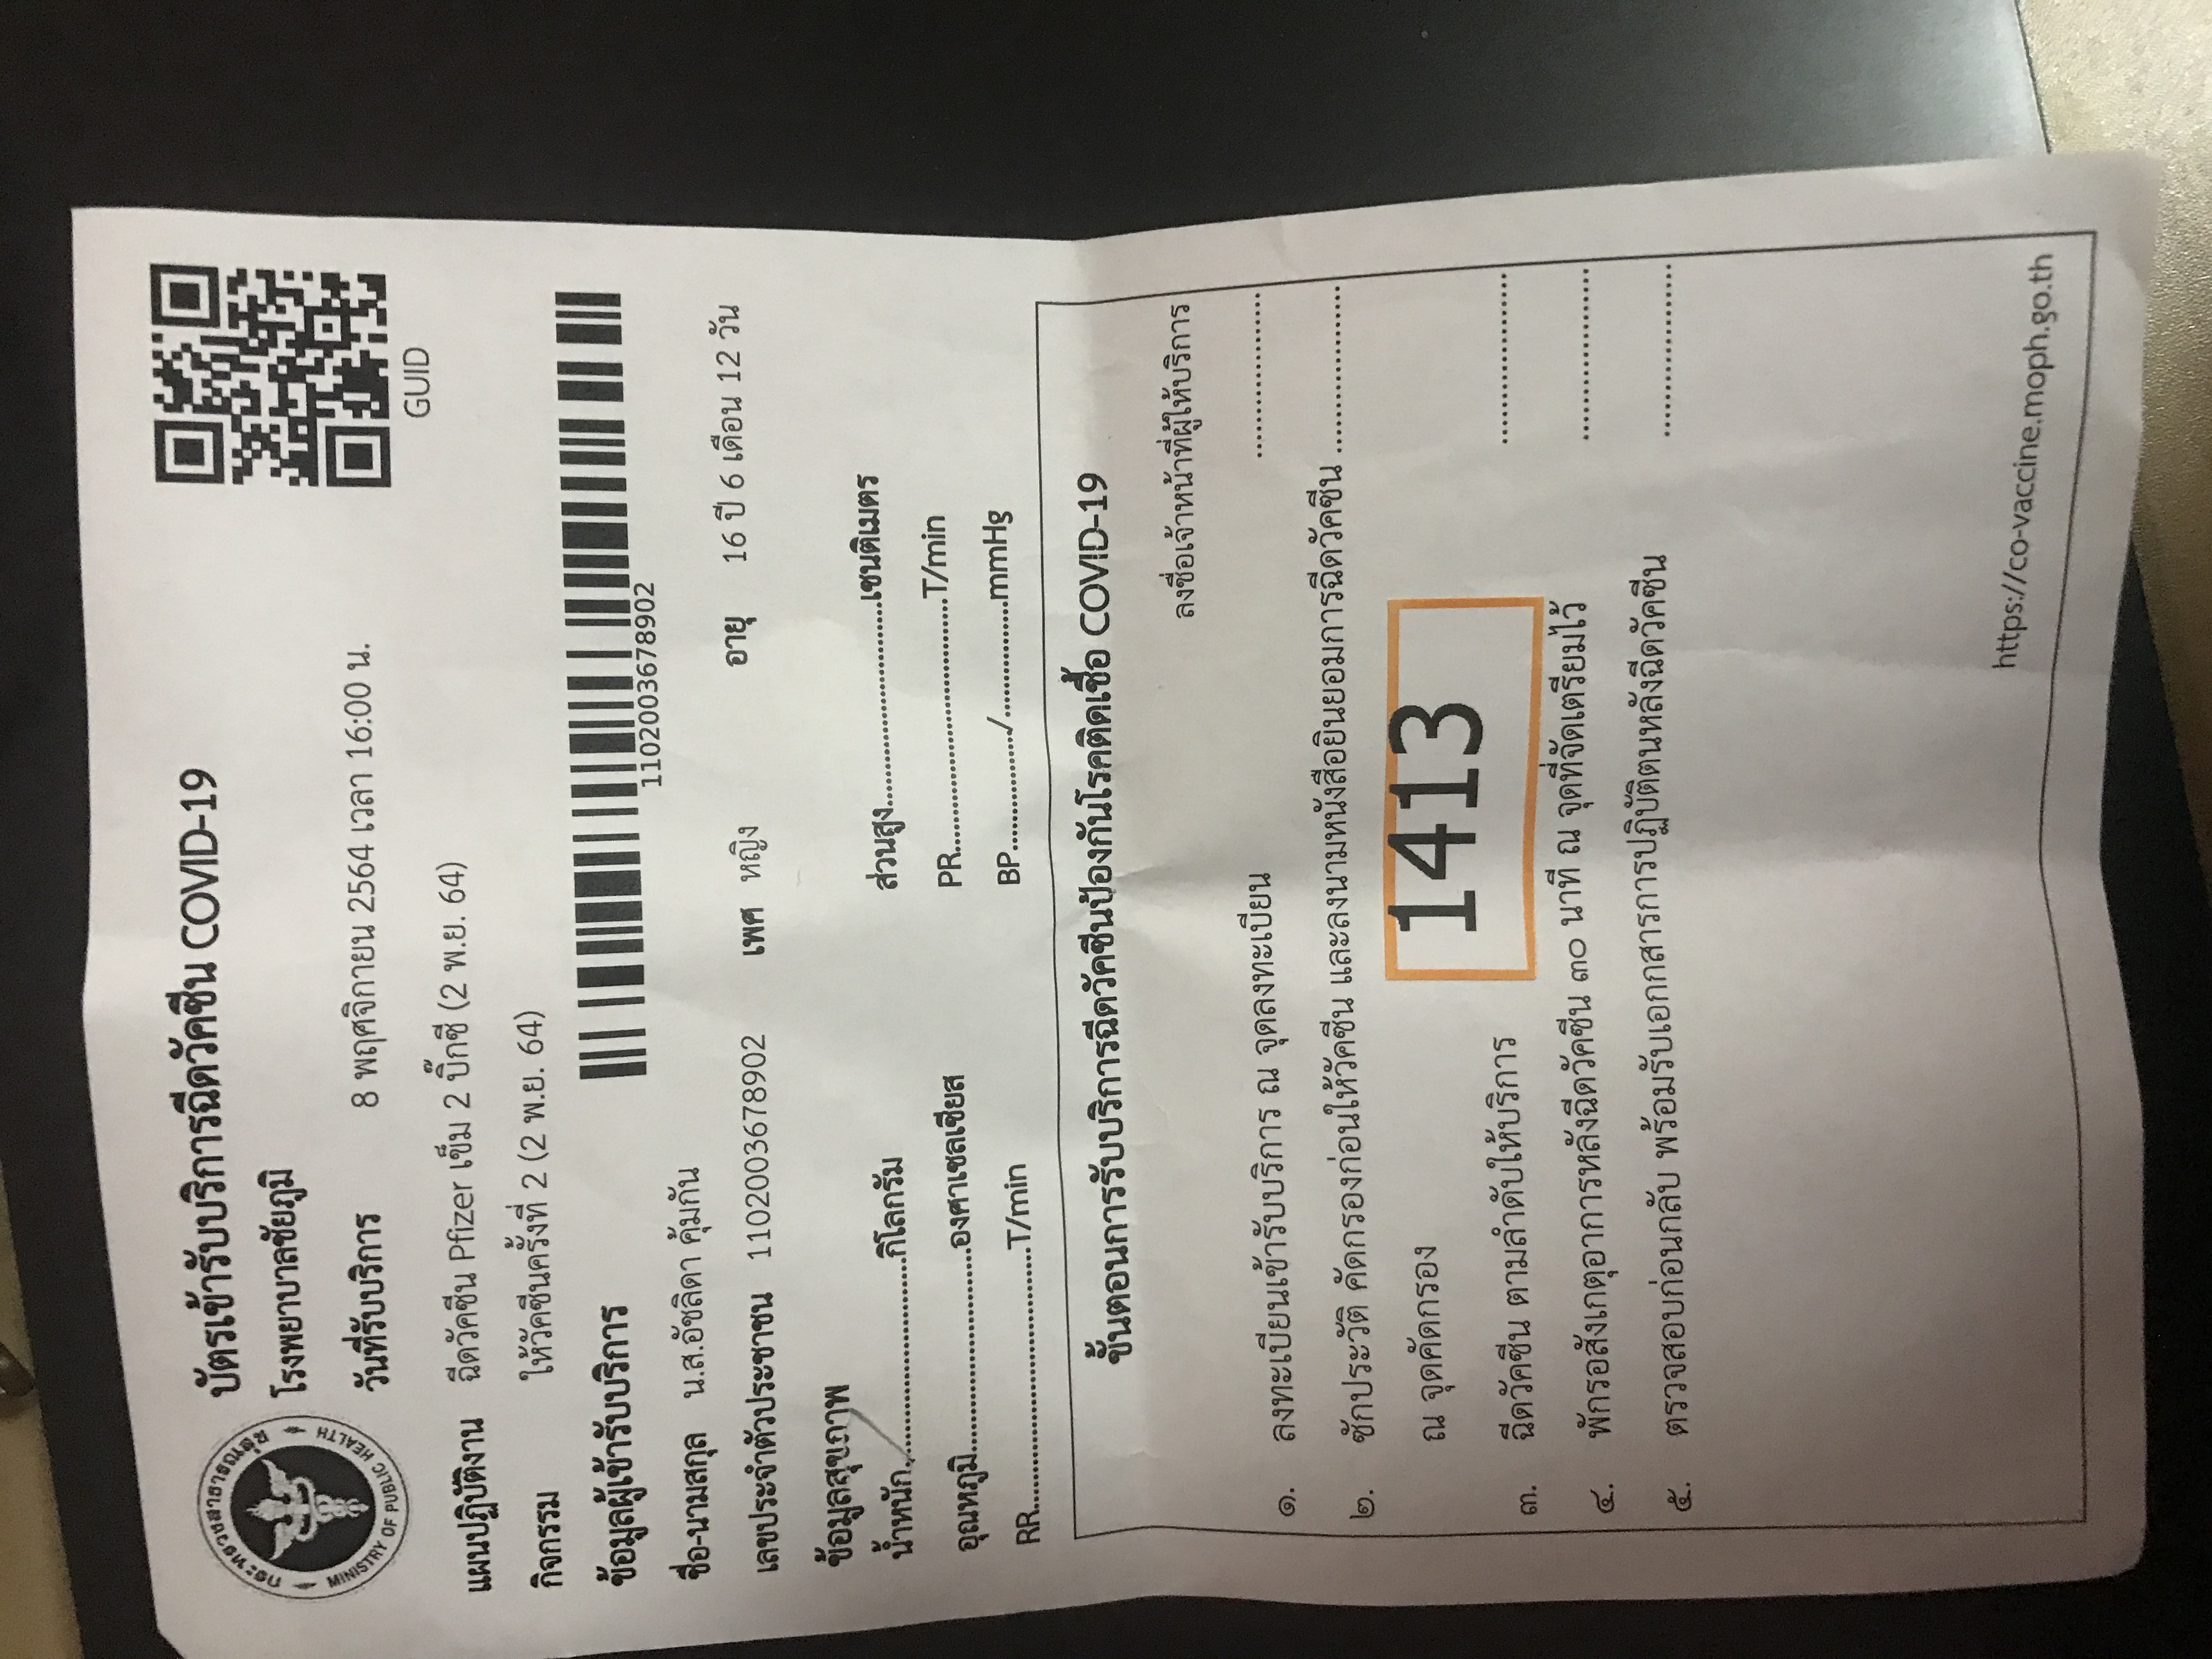 กระทรวงสาธารณสุข
MINISTRY OF PUBLIC HEALTH
บัตรเข้ารับบริการฉีดวัคซีน COVID-19
โรงพยาบาลชัยภูมิ
วันที่รับบริการ 8 พฤศจิกายน 2564 เวลา 16:00 น.
GUID
แผนปฏิบัติงาน ฉีดวัคซีน Pfizer เข็ม 2 บิ๊กซี (2 พ.ย. 64)
กิจกรรม ให้วัคซีนครั้งที่ 2 (2 พ.ย. 64)
ข้อมูลผู้เข้ารับบริการ
1102003678902
ชื่อ-นามสกุล น.ส.อัชลิดา คุ้มกัน
เลขประจำตัวประชาชน 1102003678902 เพศ หญิง อายุ 16 ปี 6 เดือน 12 วัน
ข้อมูลสุขภาพ
น้ำหนัก..............................กิโลกรัม ส่วนสูง..............................เซนติเมตร
อุณหภูมิ..............................องศาเซลเซียส PR..................................T/min
RR..................................T/min BP................/................mmHg
ขั้นตอนการรับบริการฉีดวัคซีนป้องกันโรคติดเชื้อ COVID-19
ลงชื่อเจ้าหน้าที่ผู้ให้บริการ
๑. ลงทะเบียนเข้ารับบริการ ณ จุดลงทะเบียน ....................
๒. ซักประวัติ คัดกรองก่อนให้วัคซีน และลงนามหนังสือยินยอมการฉีดวัคซีน ....................
ณ จุดคัดกรอง
1413
๓. ฉีดวัคซีน ตามลำดับให้บริการ ....................
๔. พักรอสังเกตุอาการหลังฉีดวัคซีน ๓๐ นาที ณ จุดที่จัดเตรียมไว้ ....................
๕. ตรวจสอบก่อนกลับ พร้อมรับเอกกสารการปฏิบัติตนหลังฉีดวัคซีน ....................
https://co-vaccine.moph.go.th